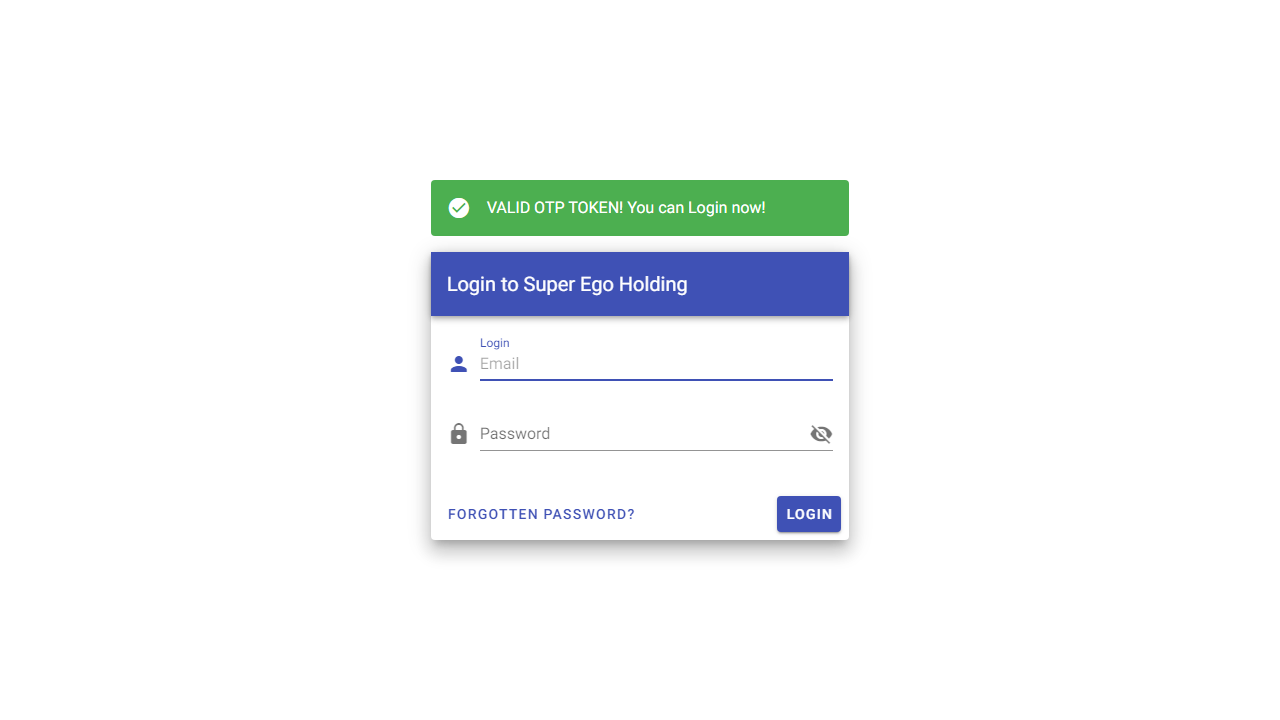 VALID OTP TOKEN! You can Login now!
Login to Super Ego Holding
Login
Email
Password
FORGOTTEN PASSWORD?
LOGIN